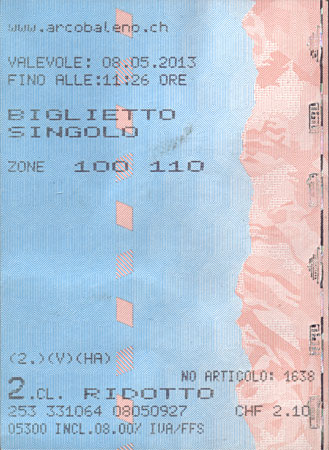 www.arcobaleno.ch
VALEVOLE: 08.05.2013
FINO ALLE:11:26 ORE
BIGLIETTO
SINGOLO
ZONE 100 110
(2.)(V)(HA)
NO ARTICOLO: 1638
2.CL. RIDOTTO
253 331064 08050927 CHF 2.10
05300 INCL.08.00% IVA/FFS